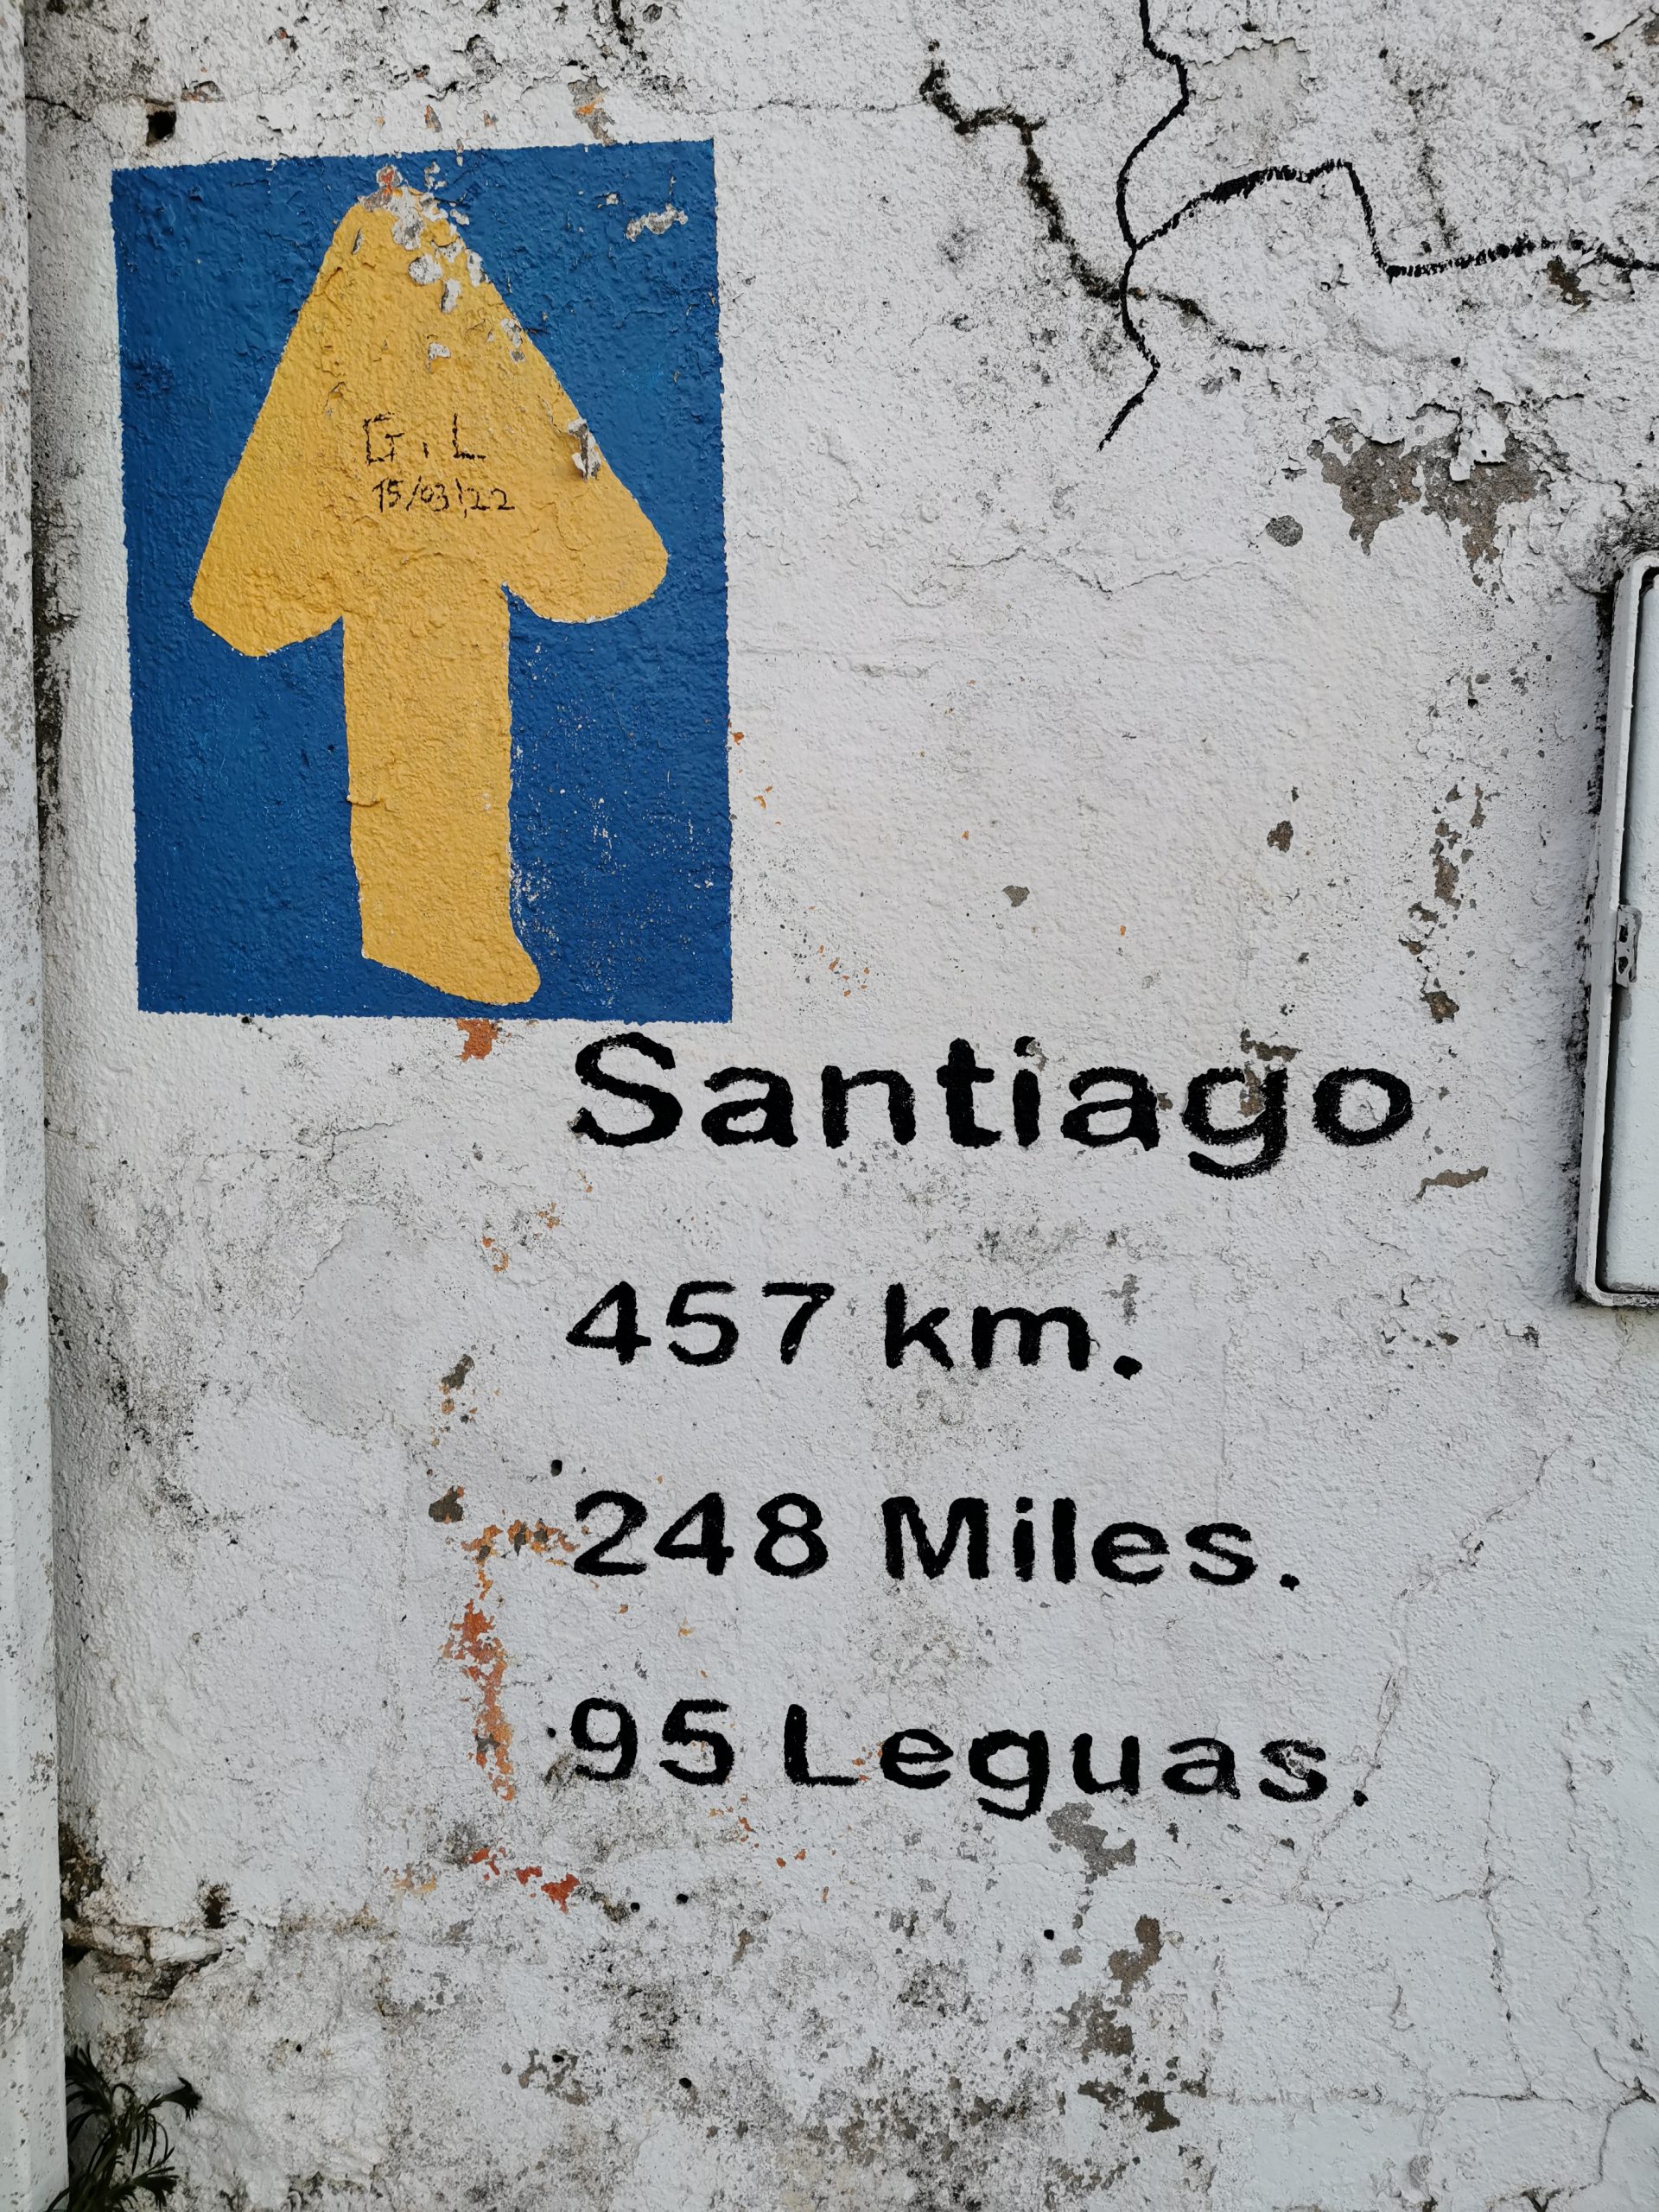 G.L
15/03/22
Santiago
457 km.
248 Miles.
95 Leguas.